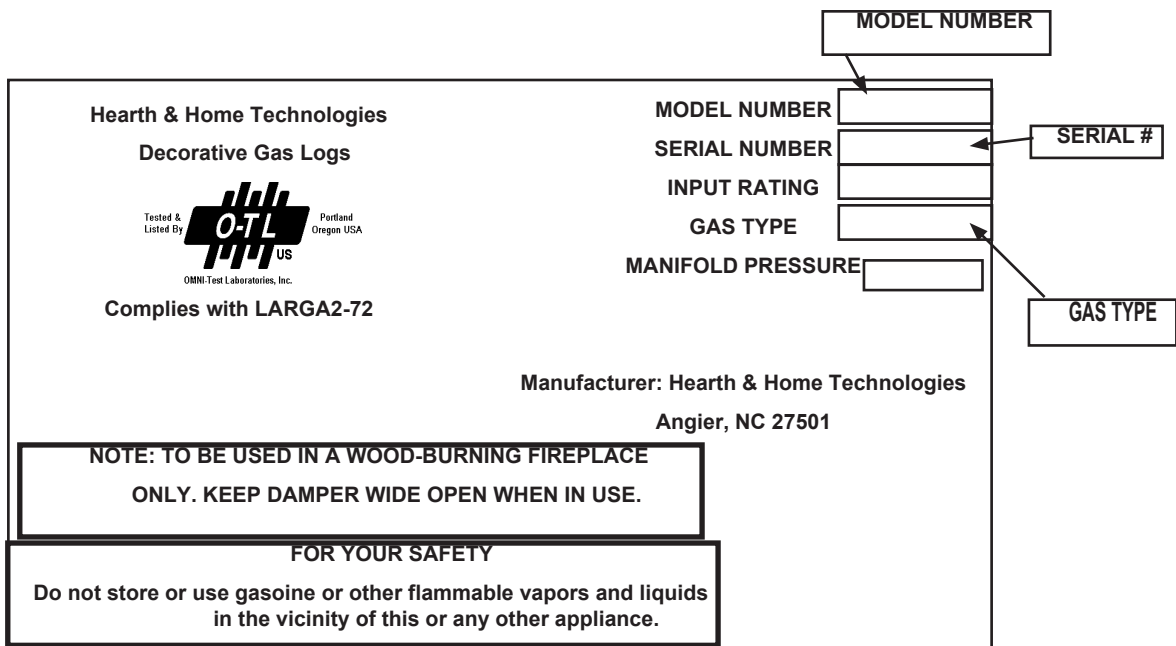 MODEL NUMBER
Hearth & Home Technologies
Decorative Gas Logs
Tested &
Listed By
O-TL
US
Portland
Oregon USA
OMNI-Test Laboratories, Inc.
Complies with LARGA2-72
MODEL NUMBER
SERIAL NUMBER
INPUT RATING
GAS TYPE
MANIFOLD PRESSURE
SERIAL #
GAS TYPE
Manufacturer: Hearth & Home Technologies
Angier, NC 27501
NOTE: TO BE USED IN A WOOD-BURNING FIREPLACE
ONLY. KEEP DAMPER WIDE OPEN WHEN IN USE.
FOR YOUR SAFETY
Do not store or use gasoine or other flammable vapors and liquids
in the vicinity of this or any other appliance.